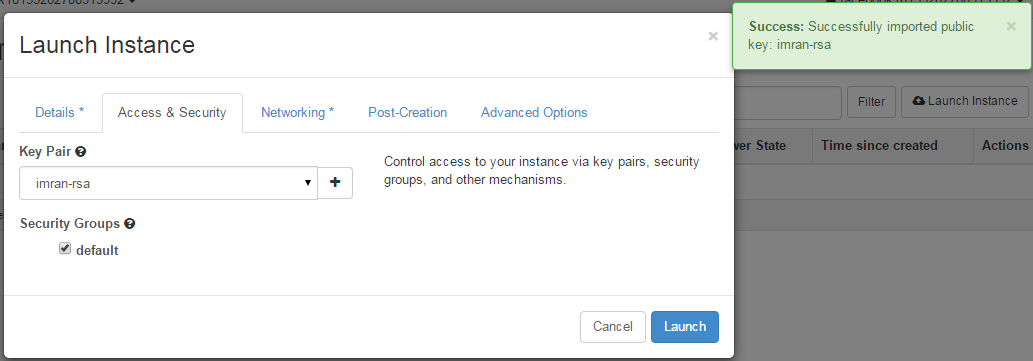 Launch Instance
×
Success: Successfully imported public
key: imran-rsa
×
Details *
Access & Security
Networking *
Post-Creation
Advanced Options
Filter
Launch Instance
Key Pair
imran-rsa
Control access to your instance via key pairs, security
groups, and other mechanisms.
State
Time since created
Actions
Security Groups
default
Cancel
Launch